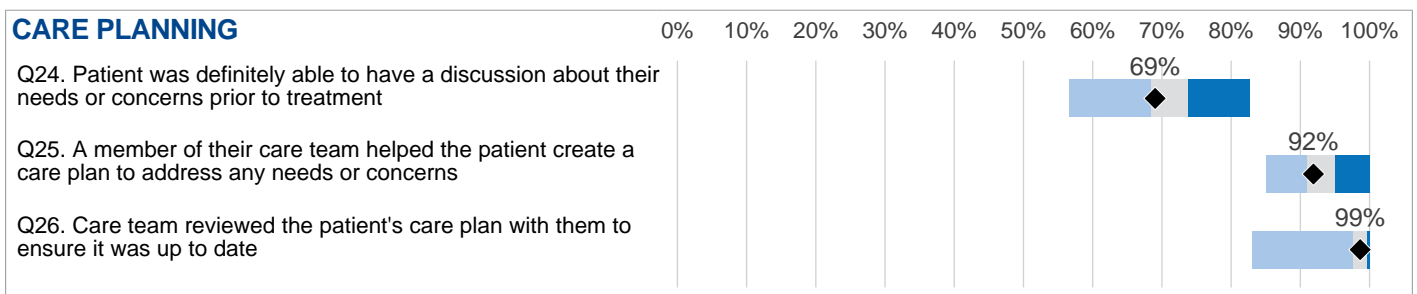 CARE PLANNING 0% 10% 20% 30% 40% 50% 60% 70% 80% 90% 100%
Q24. Patient was definitely able to have a discussion about their
needs or concerns prior to treatment
69%
Q25. A member of their care team helped the patient create a
care plan to address any needs or concerns
92%
Q26. Care team reviewed the patient's care plan with them to
ensure it was up to date
99%